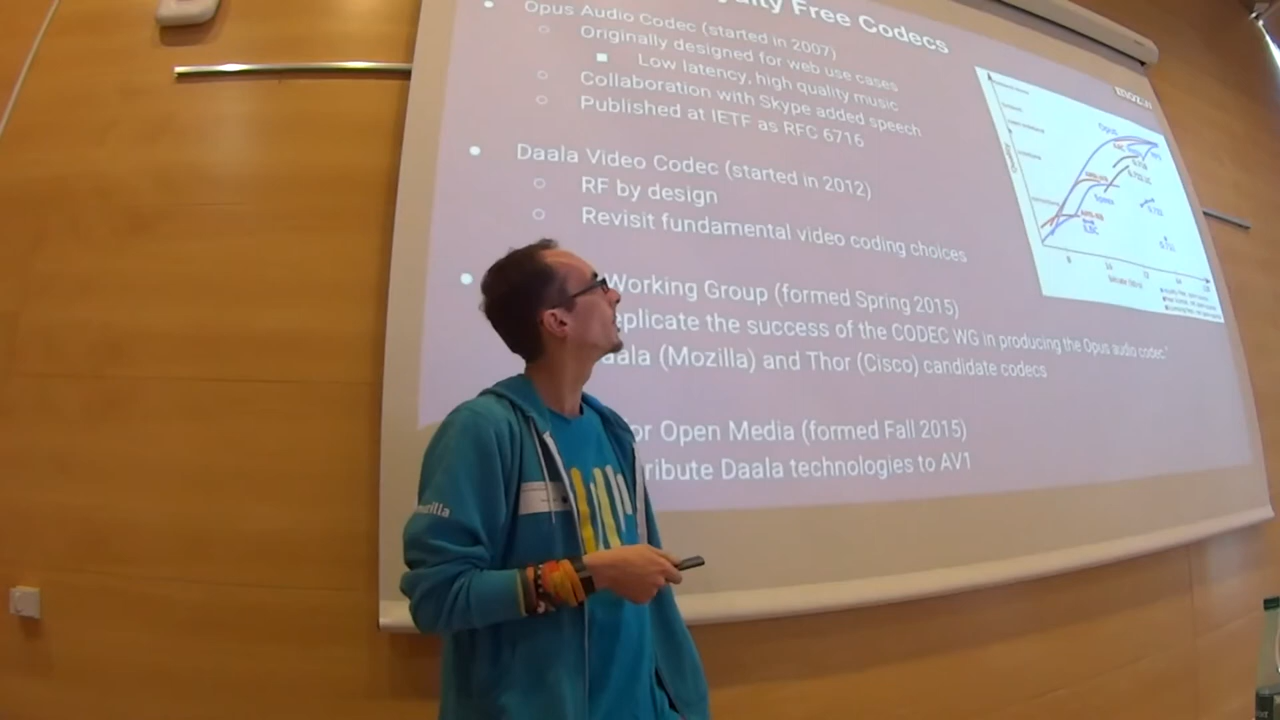 Free Codecs
Opus Audio Codec (started in 2007)
Originally designed for web use cases
Low latency, high quality music
Collaboration with Skype added speech
Published at IETF as RFC 6716
Daala Video Codec (started in 2012)
RF by design
Revisit fundamental video coding choices
Working Group (formed Spring 2015)
eplicate the success of the CODEC WG in producing the Opus audio codec."
aala (Mozilla) and Thor (Cisco) candidate codecs
or Open Media (formed Fall 2015)
ribute Daala technologies to AV1
Opus
Speex